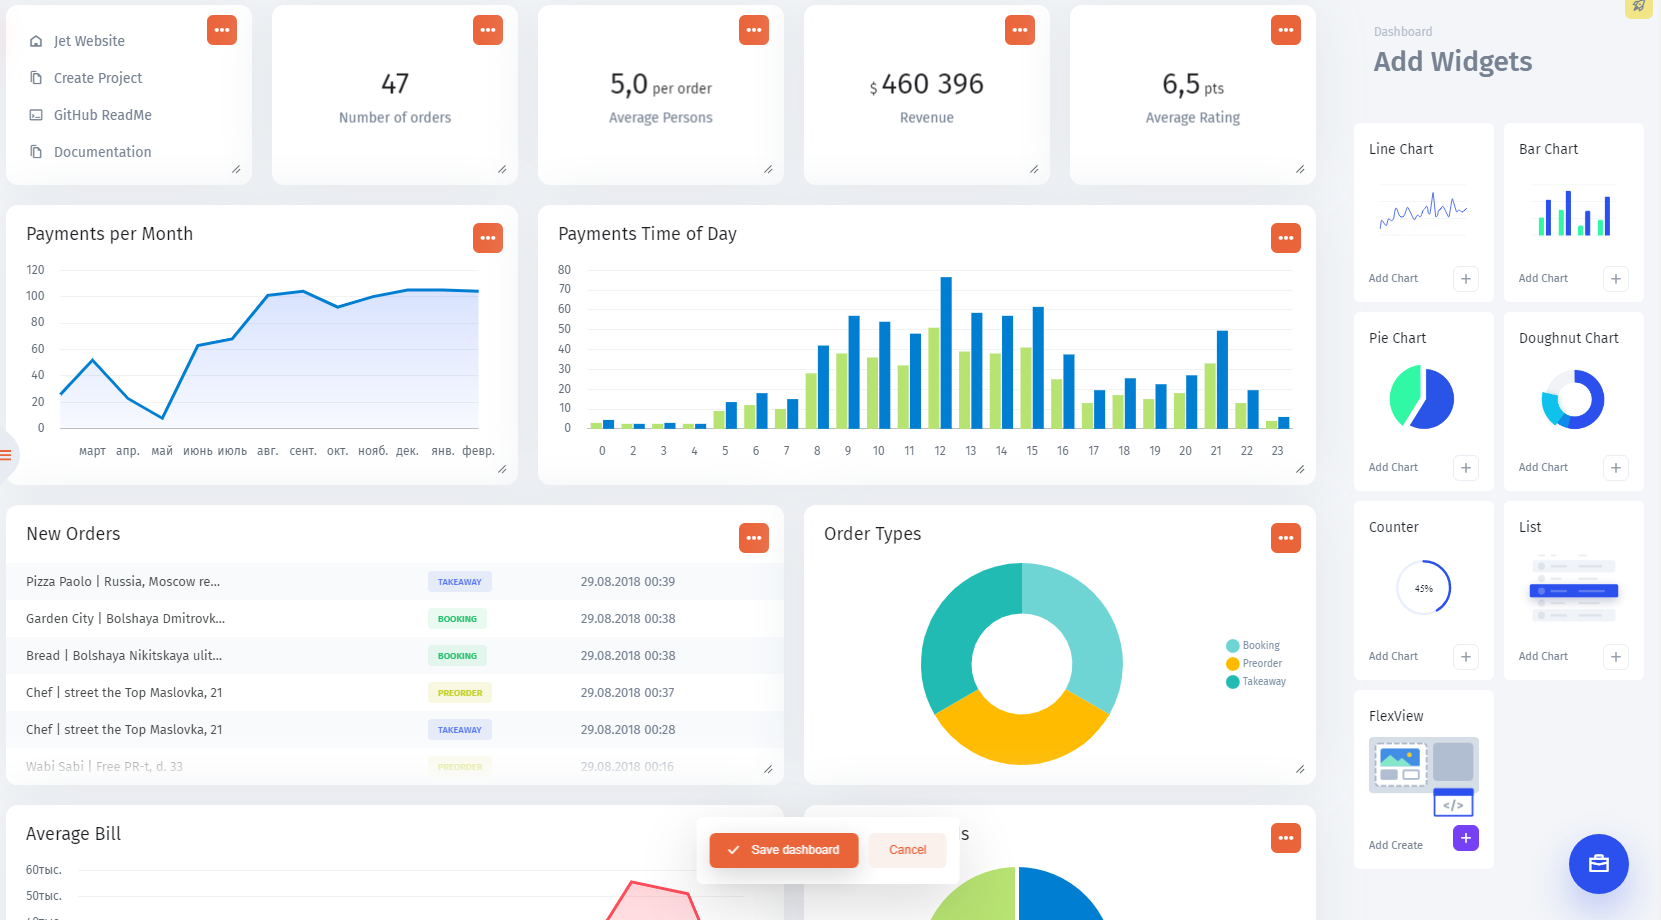 Jet Website
Create Project
GitHub ReadMe
Documentation
47
Number of orders
5,0 per order
Average Persons
$ 460 396
Revenue
6,5 pts
Average Rating
Payments per Month
120
100
80
60
40
20
0
март апр. май июнь июль авг. сент. окт. нояб. дек. янв. февр.
Payments Time of Day
80
70
60
50
40
30
20
10
0
0 2 3 4 5 6 7 8 9 10 11 12 13 14 15 16 17 18 19 20 21 22 23
New Orders
Pizza Paolo | Russia, Moscow re... TAKEAWAY 29.08.2018 00:39
Garden City | Bolshaya Dmitrovk... BOOKING 29.08.2018 00:38
Bread | Bolshaya Nikitskaya ulit... BOOKING 29.08.2018 00:38
Chef | street the Top Maslovka, 21 PREORDER 29.08.2018 00:37
Chef | street the Top Maslovka, 21 TAKEAWAY 29.08.2018 00:28
Wabi Sabi | Free PR-t, d. 33 PREORDER 29.08.2018 00:16
Order Types
Booking
Preorder
Takeaway
Average Bill
60тыс.
50тыс.
s
Save dashboard
Cancel
Dashboard
Add Widgets
Line Chart
Add Chart
Bar Chart
Add Chart
Pie Chart
Add Chart
Doughnut Chart
Add Chart
Counter
45%
Add Chart
List
Add Chart
FlexView
</>
Add Create